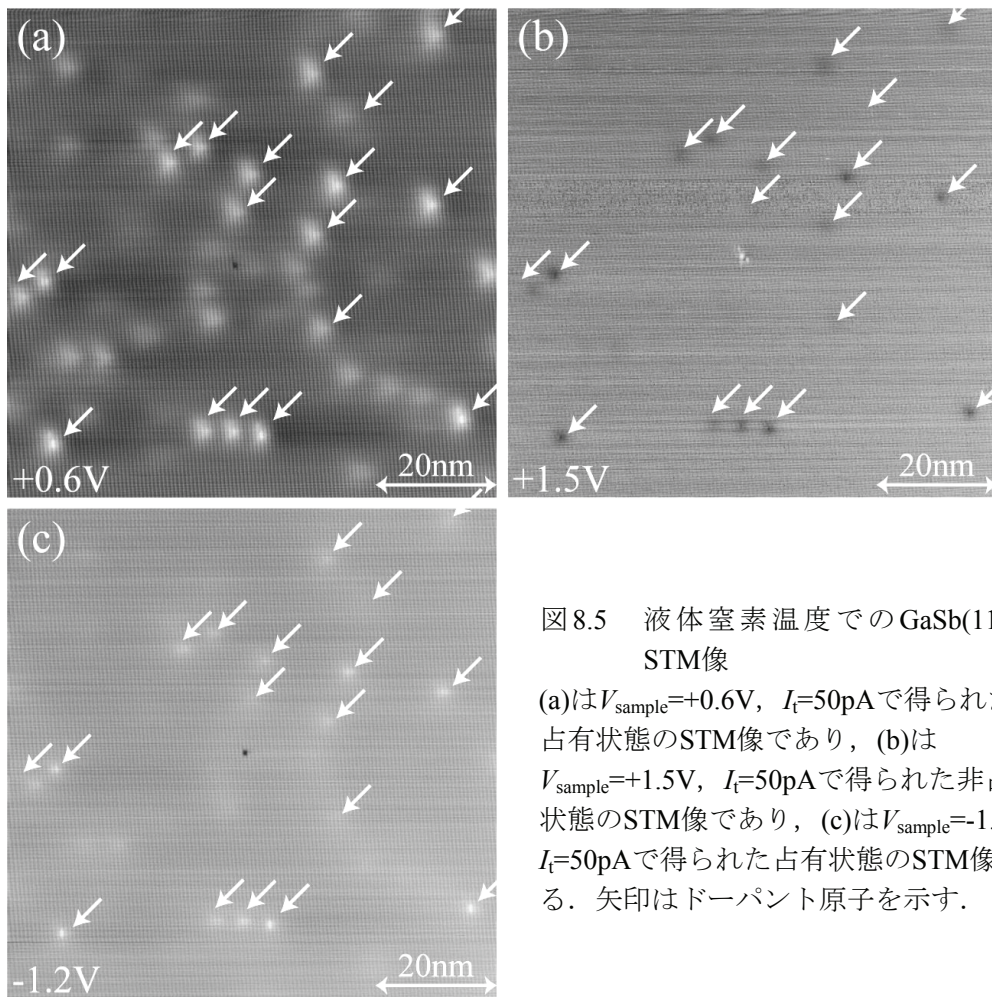 (a)
+0.6V
20nm
(b)
+1.5V
20nm
(c)
-1.2V
20nm
図8.5 液体窒素温度でのGaSb(11
STM像
(a)はVsample=+0.6V，It=50pAで得られ
占有状態のSTM像であり，(b)は
Vsample=+1.5V，It=50pAで得られた非
状態のSTM像であり，(c)はVsample=-1.
It=50pAで得られた占有状態のSTM像
る．矢印はドーパント原子を示す．